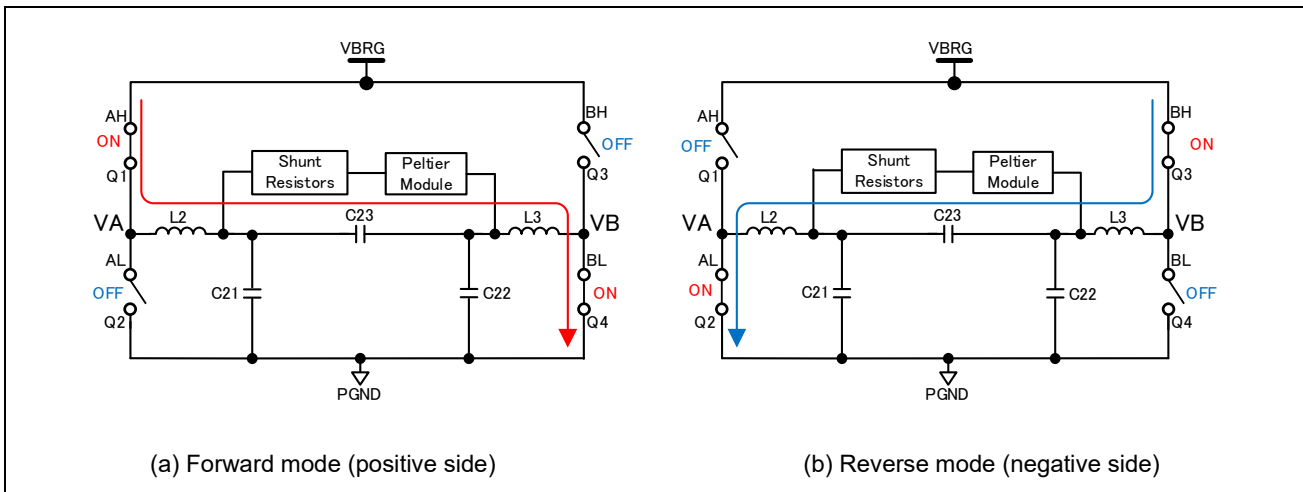 VBRG
AH
ON
Q1
BH
OFF
Q3
Shunt
Resistors
Peltier
Module
VA
L2
C23
L3
VB
AL
OFF
Q2
C21
C22
BL
ON
Q4
PGND
(a) Forward mode (positive side)
VBRG
AH
OFF
Q1
BH
ON
Q3
Shunt
Resistors
Peltier
Module
VA
L2
C23
L3
VB
AL
ON
Q2
C21
C22
BL
OFF
Q4
PGND
(b) Reverse mode (negative side)